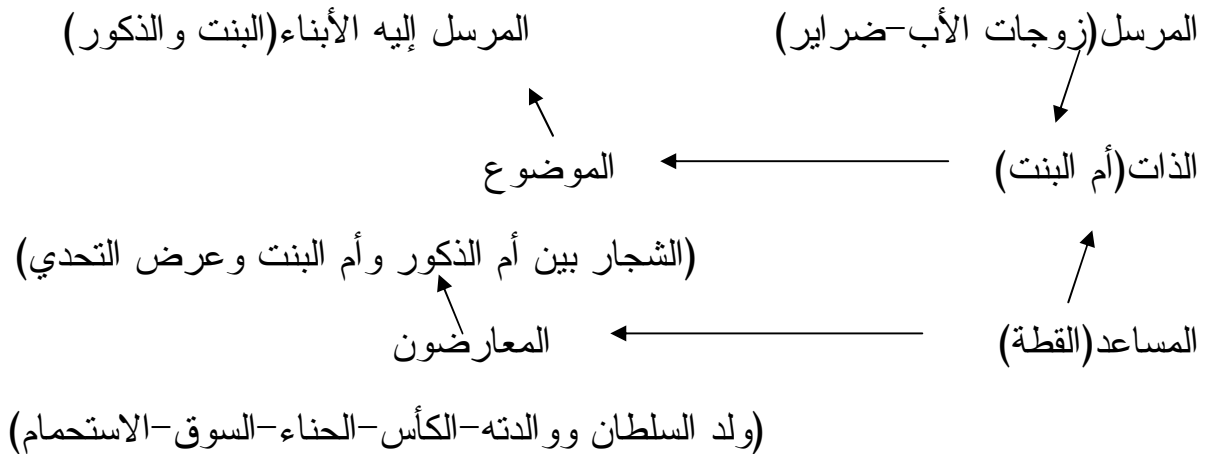 المرسل(زوجات الأب-ضراير) المرسل إليه الأبناء(البنت والذكور)
الذات(أم البنت) الموضوع
(الشجار بين أم الذكور وأم البنت وعرض التحدي)
المساعد(القطة) المعارضون
(ولد السلطان ووالدته-الكأس-الحناء-السوق-الاستحمام)